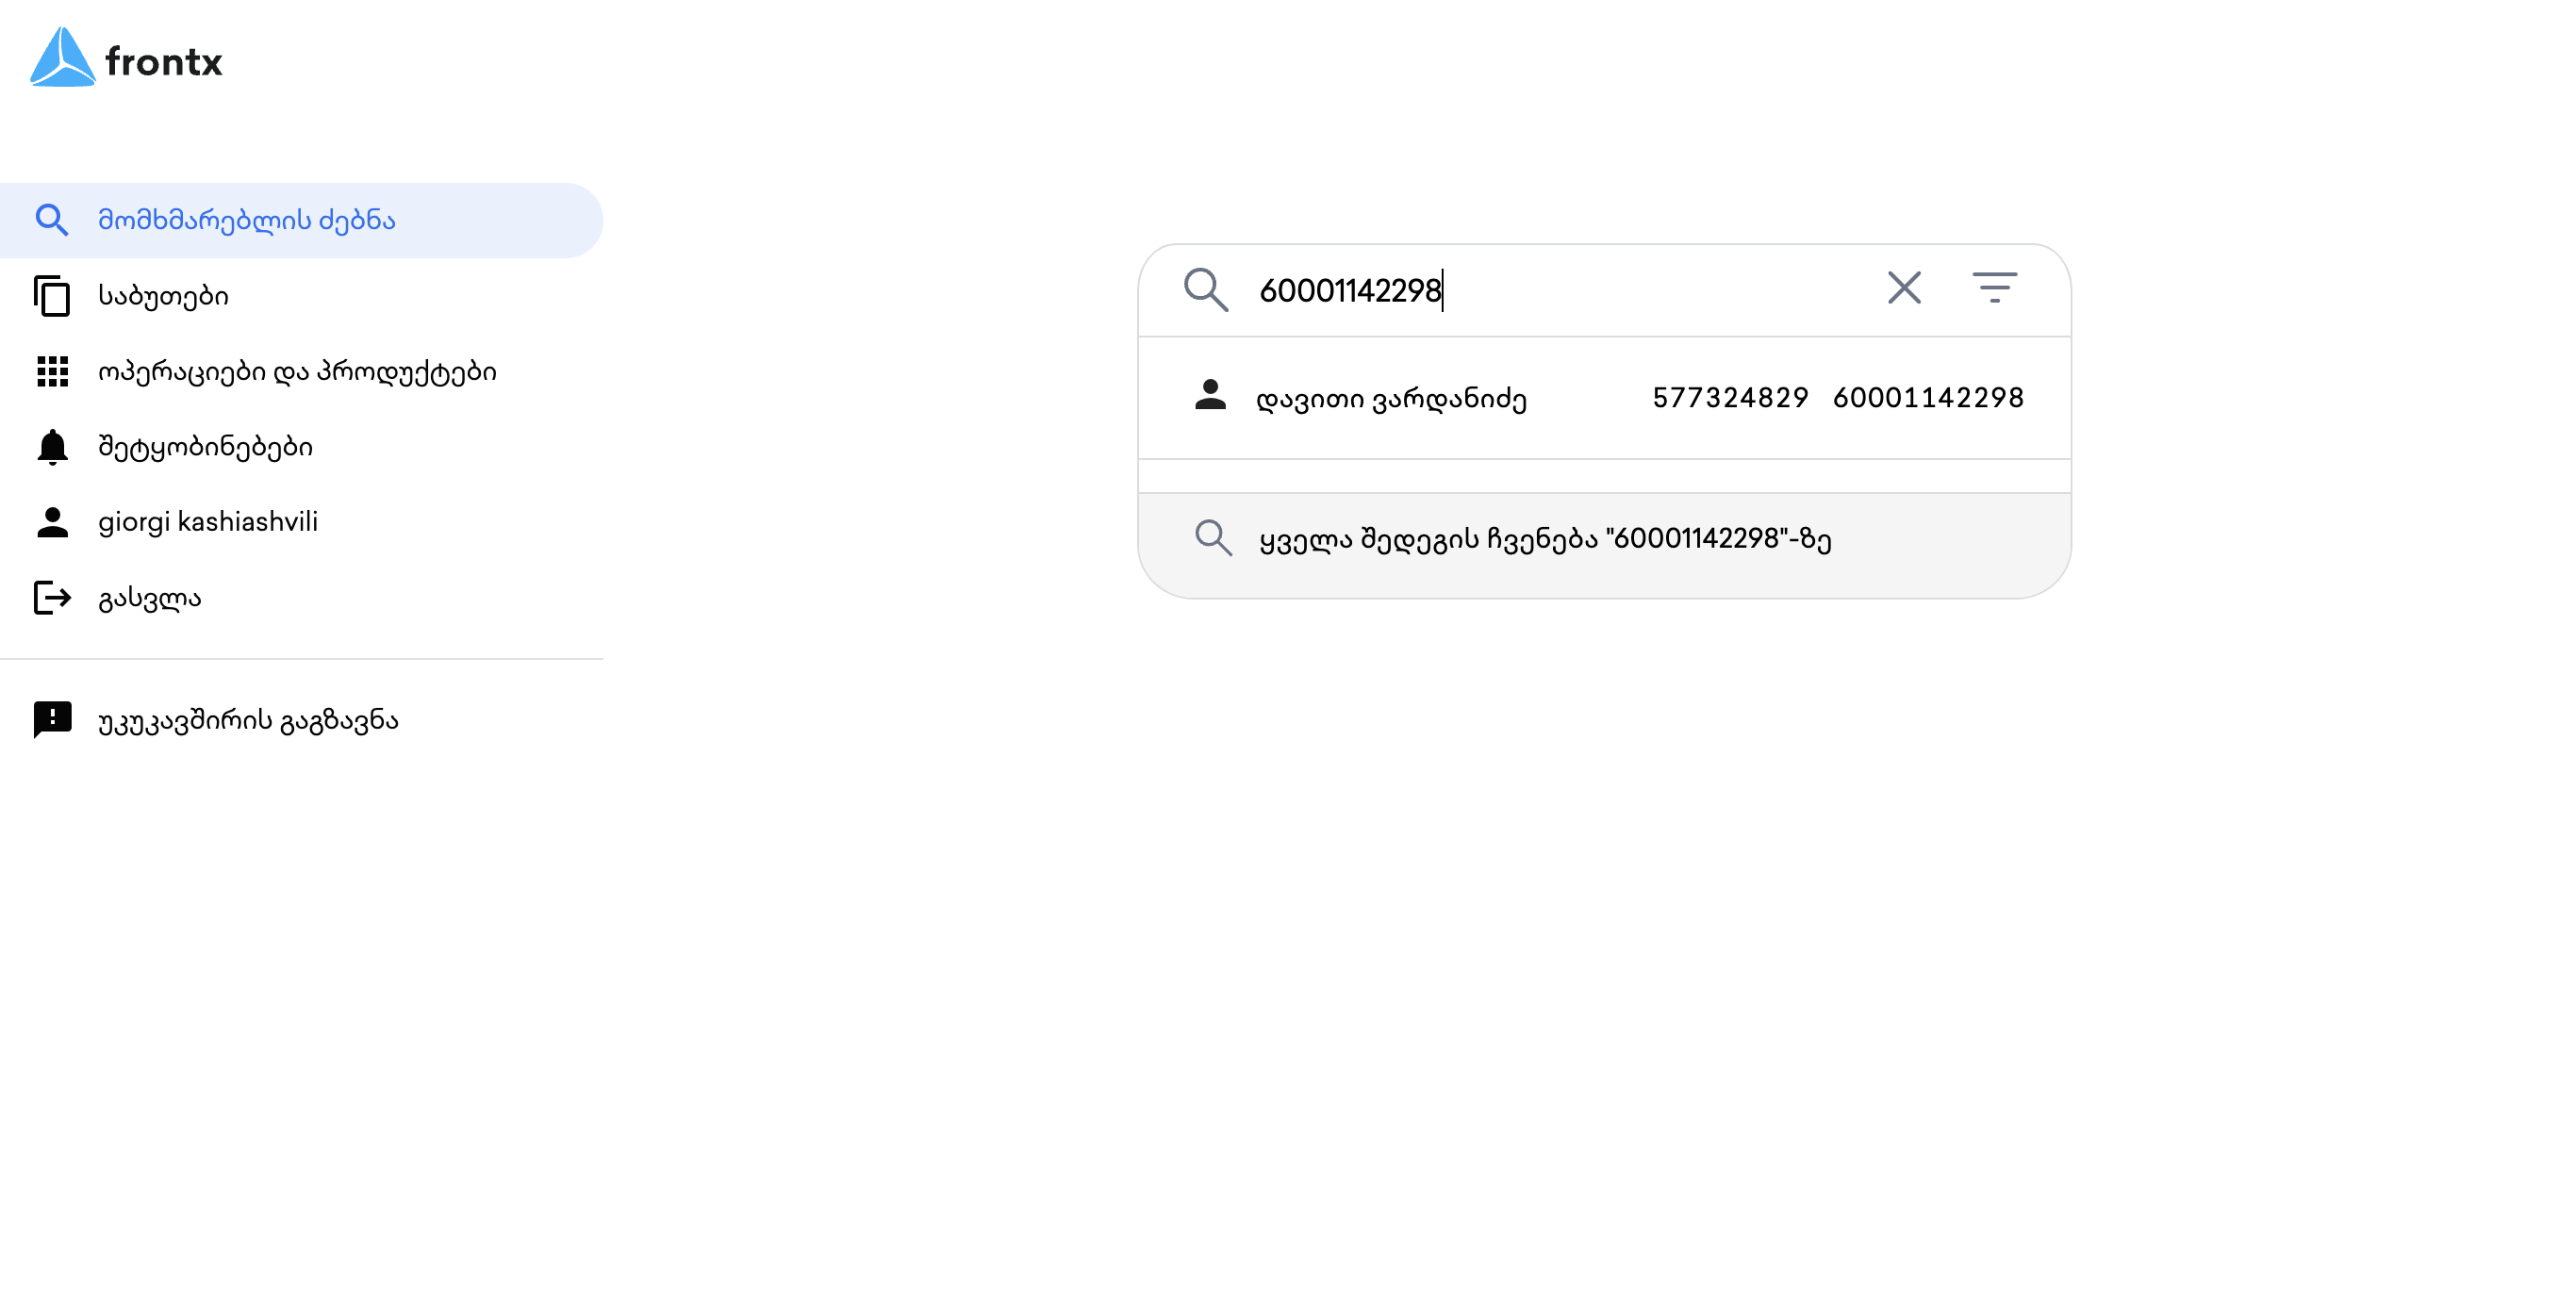 frontx
მომხმარებლის ძებნა
საბუთები
ოპერაციები და პროდუქტები
შეტყობინებები
giorgi kashiashvili
გასვლა
უკუკავშირის გაგზავნა
60001142298
დავითი ვარდანიძე 577324829 60001142298
ყველა შედეგის ჩვენება "60001142298"-ზე